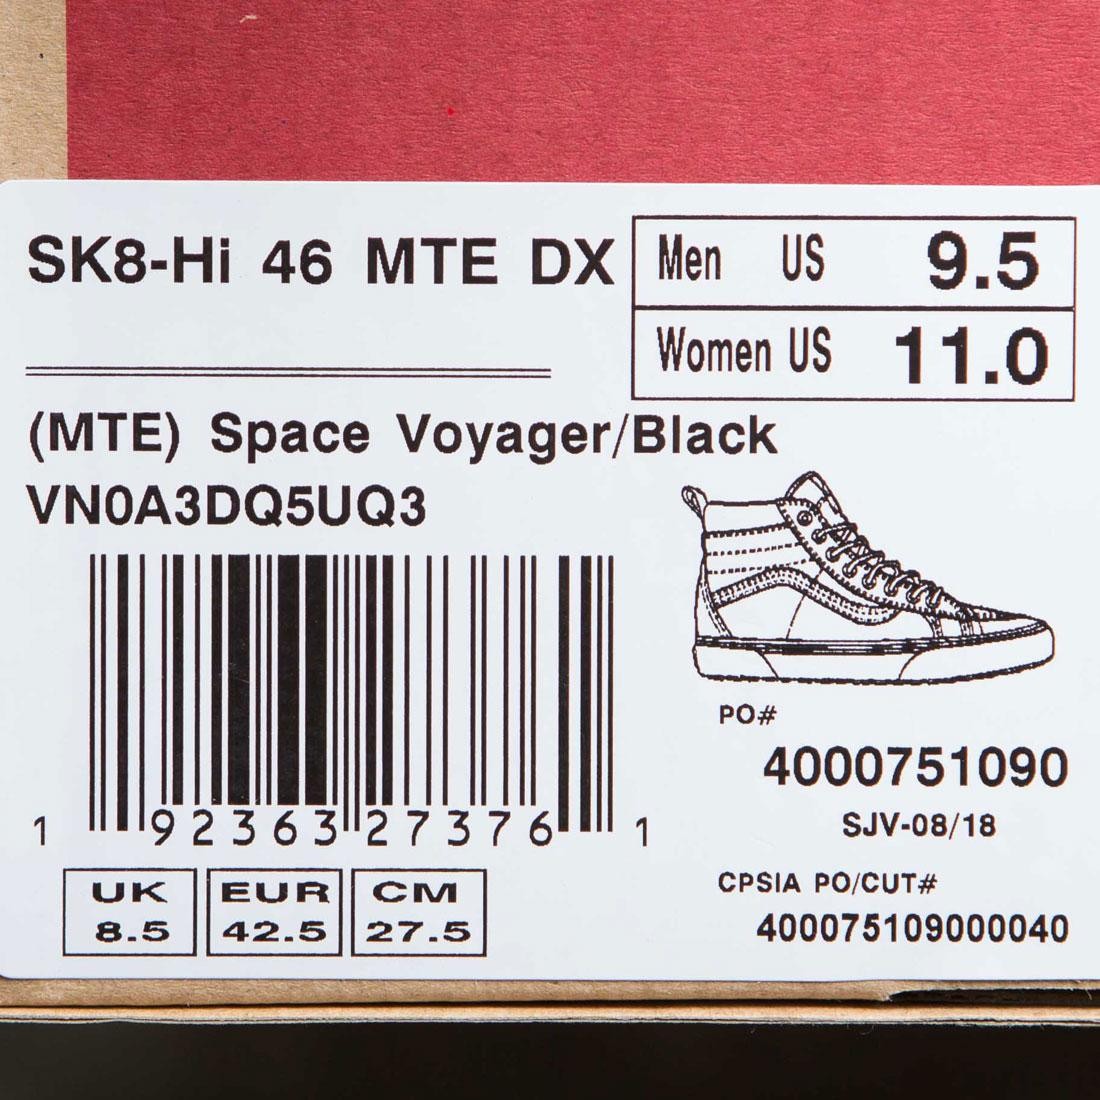 SK8-Hi 46 MTE DX
Men US 9.5
Women US 11.0
(MTE) Space Voyager/Black
VN0A3DQ5UQ3
PO#
4000751090
SJV-08/18
1 92363 27376 1
CPSIA PO/CUT#
400075109000040
UK EUR CM
8.5 42.5 27.5